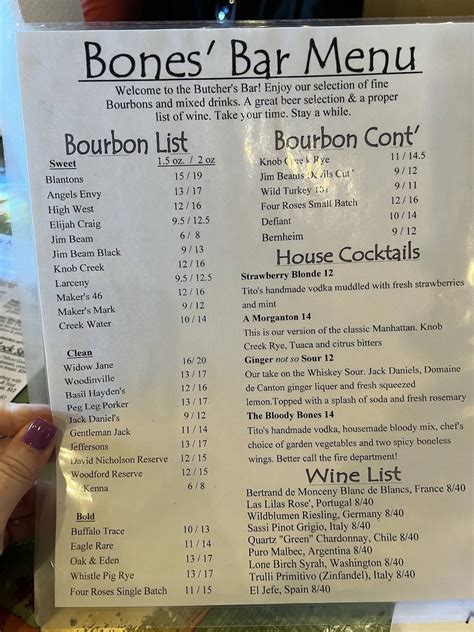 Bones' Bar Menu
Welcome to the Butcher's Bar! Enjoy our selection of fine
Bourbons and mixed drinks. A great beer selection & a proper
list of wine. Take your time. Stay a while.
Bourbon List
Sweet 1.5 oz. / 2 oz
Blantons 15 / 19
Angels Envy 13 / 17
High West 12 / 16
Elijah Craig 9.5 / 12.5
Jim Beam 6 / 8
Jim Beam Black 9 / 13
Knob Creek 12 / 16
Larceny 9.5 / 12.5
Maker's 46 12 / 16
Maker's Mark 9 / 12
Creek Water 10 / 14
Clean
Widow Jane 16/ 20
Woodinville 13 / 17
Basil Hayden's 12 / 16
Peg Leg Porker 13 / 17
Jack Daniel's 9 / 12
Gentleman Jack 11 / 14
Jeffersons 13 / 17
David Nicholson Reserve 12 / 16
Woodford Reserve 12 / 16
Kenna 6 / 8
Bold
Buffalo Trace 10 / 13
Eagle Rare 11 / 14
Oak & Eden 13 / 17
Whistle Pig Rye 13 / 17
Four Roses Single Batch 11 / 15
Bourbon Cont'
Knob Creek Rye 11 / 14.5
Jim Beams Devils Cut 9 / 12
Wild Turkey 101 9 / 11
Four Roses Small Batch 12 / 16
Defiant 10 / 14
Bernheim 9 / 12
House Cocktails
Strawberry Blonde 12
Tito's handmade vodka muddled with fresh strawberries
and mint
A Morganton 14
This is our version of the classic Manhattan. Knob
Creek Rye, Tuaca and citrus bitters
Ginger not so Sour 12
Our take on the Whiskey Sour. Jack Daniels, Domaine
de Canton ginger liquer and fresh squeezed
lemon.Topped with a splash of soda and fresh rosemary
The Bloody Bones 14
Tito's handmade vodka, housemade bloody mix, chef's
choice of garden vegetables and two spicy boneless
wings. Better call the fire department!
Wine List
Bertrand de Monceny Blanc de Blancs, France 8/40
Las Lilas Rose', Portugal 8/40
Wildblumen Riesling, Germany 8/40
Sassi Pinot Grigio, Italy 8/40
Quartz "Green" Chardonnay, Chile 8/40
Puro Malbec, Argentina 8/40
Lone Birch Syrah, Washington 8/40
Trulli Primitivo (Zinfandel), Italy 8/40
El Jefe, Spain 8/40